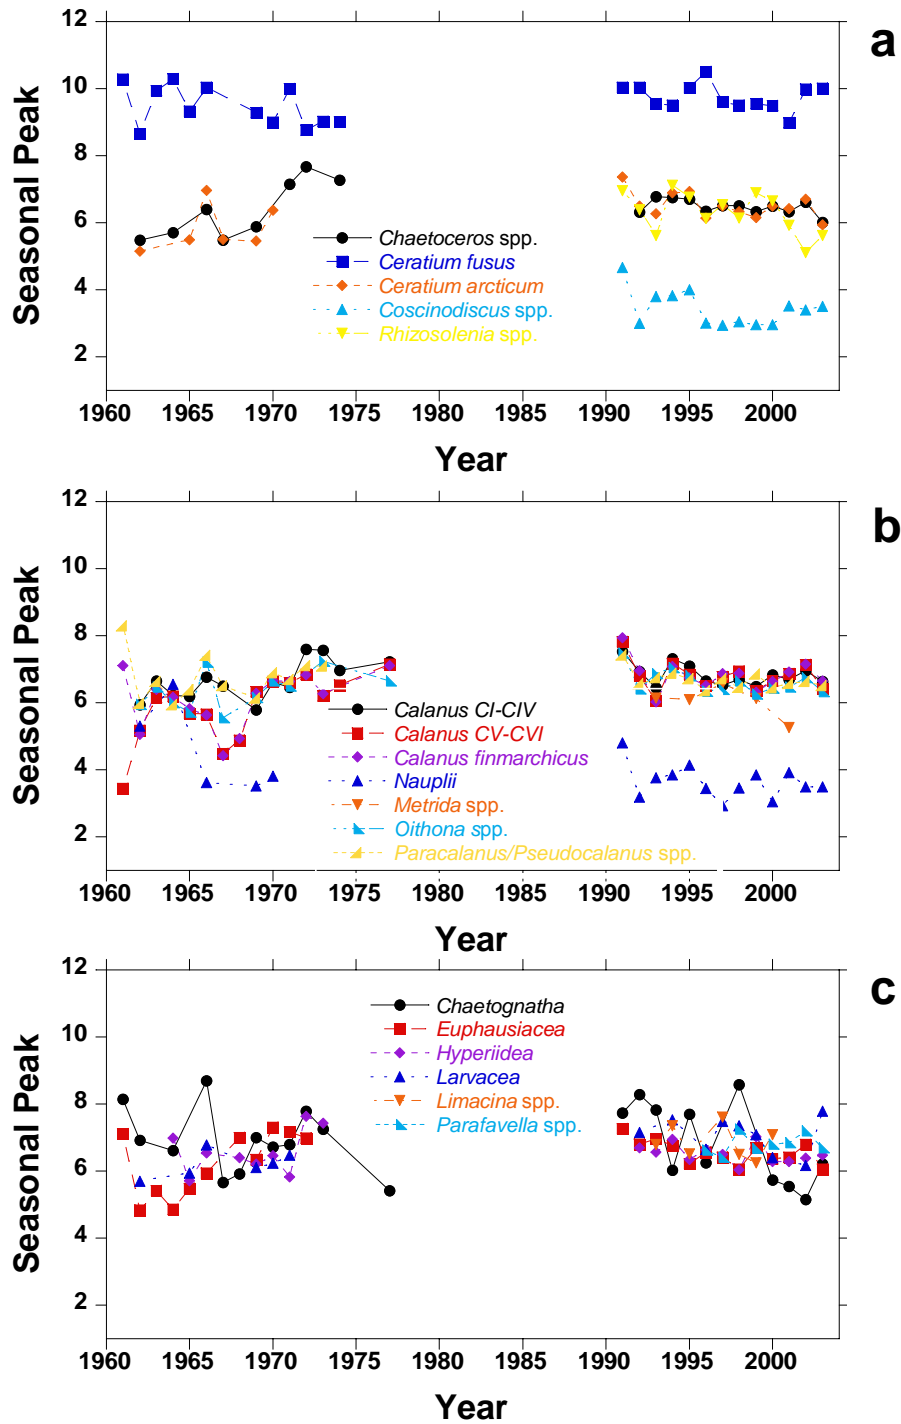 a
12
10
8
6
4
2
Seasonal Peak
Chaetoceros spp.
Ceratium fusus
Ceratium arcticum
Coscinodiscus spp.
Rhizosolenia spp.
1960 1965 1970 1975 1980 1985 1990 1995 2000
Year
b
12
10
8
6
4
2
Seasonal Peak
Calanus CI-CIV
Calanus CV-CVI
Calanus finmarchicus
Nauplii
Metrida spp.
Oithona spp.
Paracalanus/Pseudocalanus spp.
1960 1965 1970 1975 1980 1985 1990 1995 2000
Year
c
12
10
8
6
4
2
Seasonal Peak
Chaetognatha
Euphausiacea
Hyperiidea
Larvacea
Limacina spp.
Parafavella spp.
1960 1965 1970 1975 1980 1985 1990 1995 2000
Year